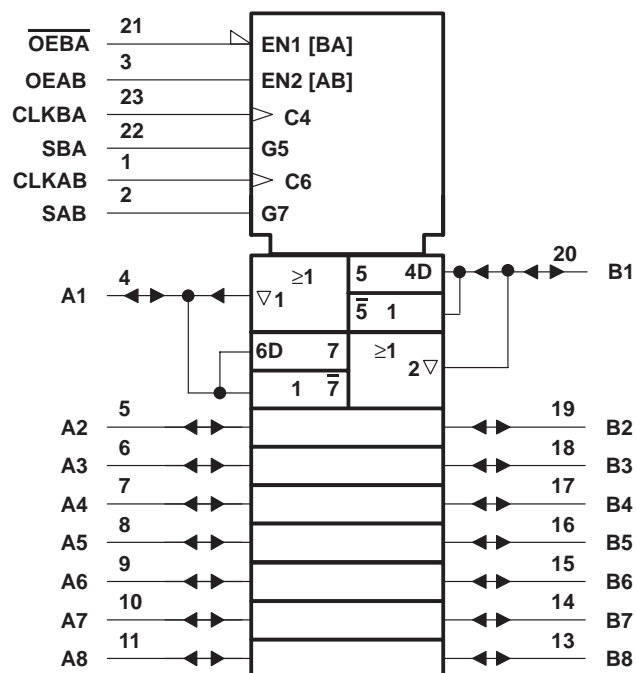 21
OEBA EN1 [BA]
3
OEAB EN2 [AB]
23
CLKBA C4
22
SBA G5
1
CLKAB C6
2
SAB G7
4 ≥1 5 4D 20
A1 ▽1 B1
5̅ 1
6D 7 ≥1
2▽
1 7̅
5 19
A2 B2
6 18
A3 B3
7 17
A4 B4
8 16
A5 B5
9 15
A6 B6
10 14
A7 B7
11 13
A8 B8